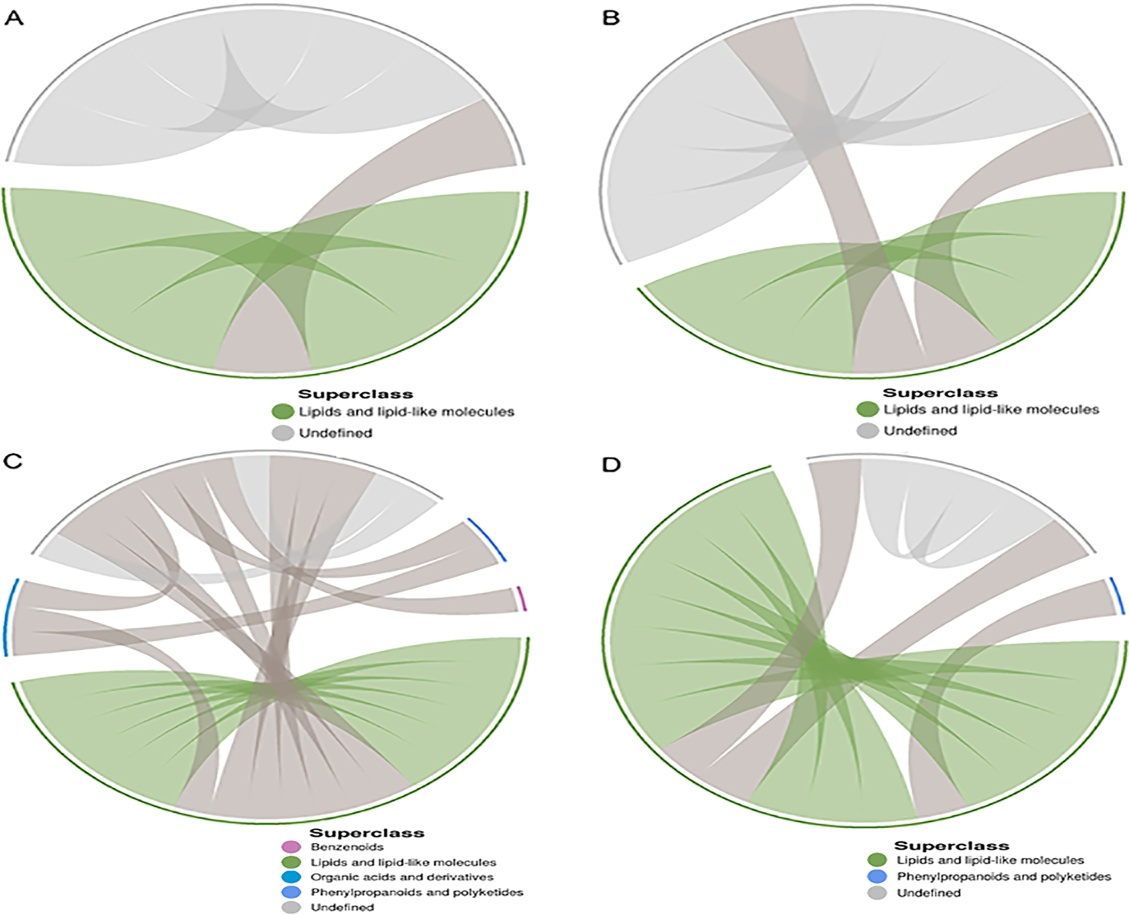 A
B
Superclass
Lipids and lipid-like molecules
Undefined
Superclass
Lipids and lipid-like molecules
Undefined
C
D
Superclass
Benzenoids
Lipids and lipid-like molecules
Organic acids and derivatives
Phenylpropanoids and polyketides
Undefined
Superclass
Lipids and lipid-like molecules
Phenylpropanoids and polyketides
Undefined